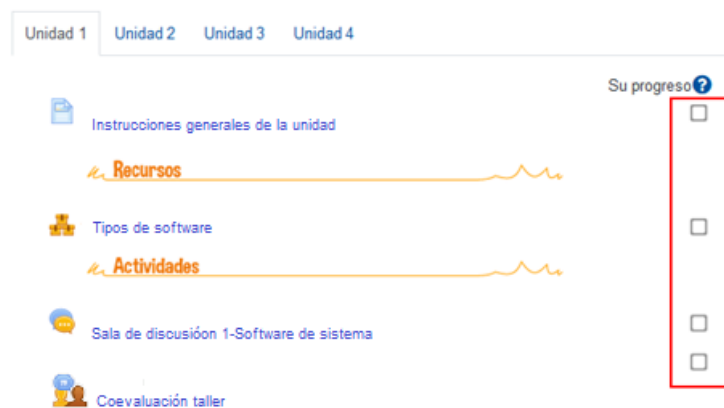 Unidad 1 Unidad 2 Unidad 3 Unidad 4
Su progreso
Instrucciones generales de la unidad
Recursos
Tipos de software
Actividades
Sala de discusióon 1-Software de sistema
Coevaluación taller